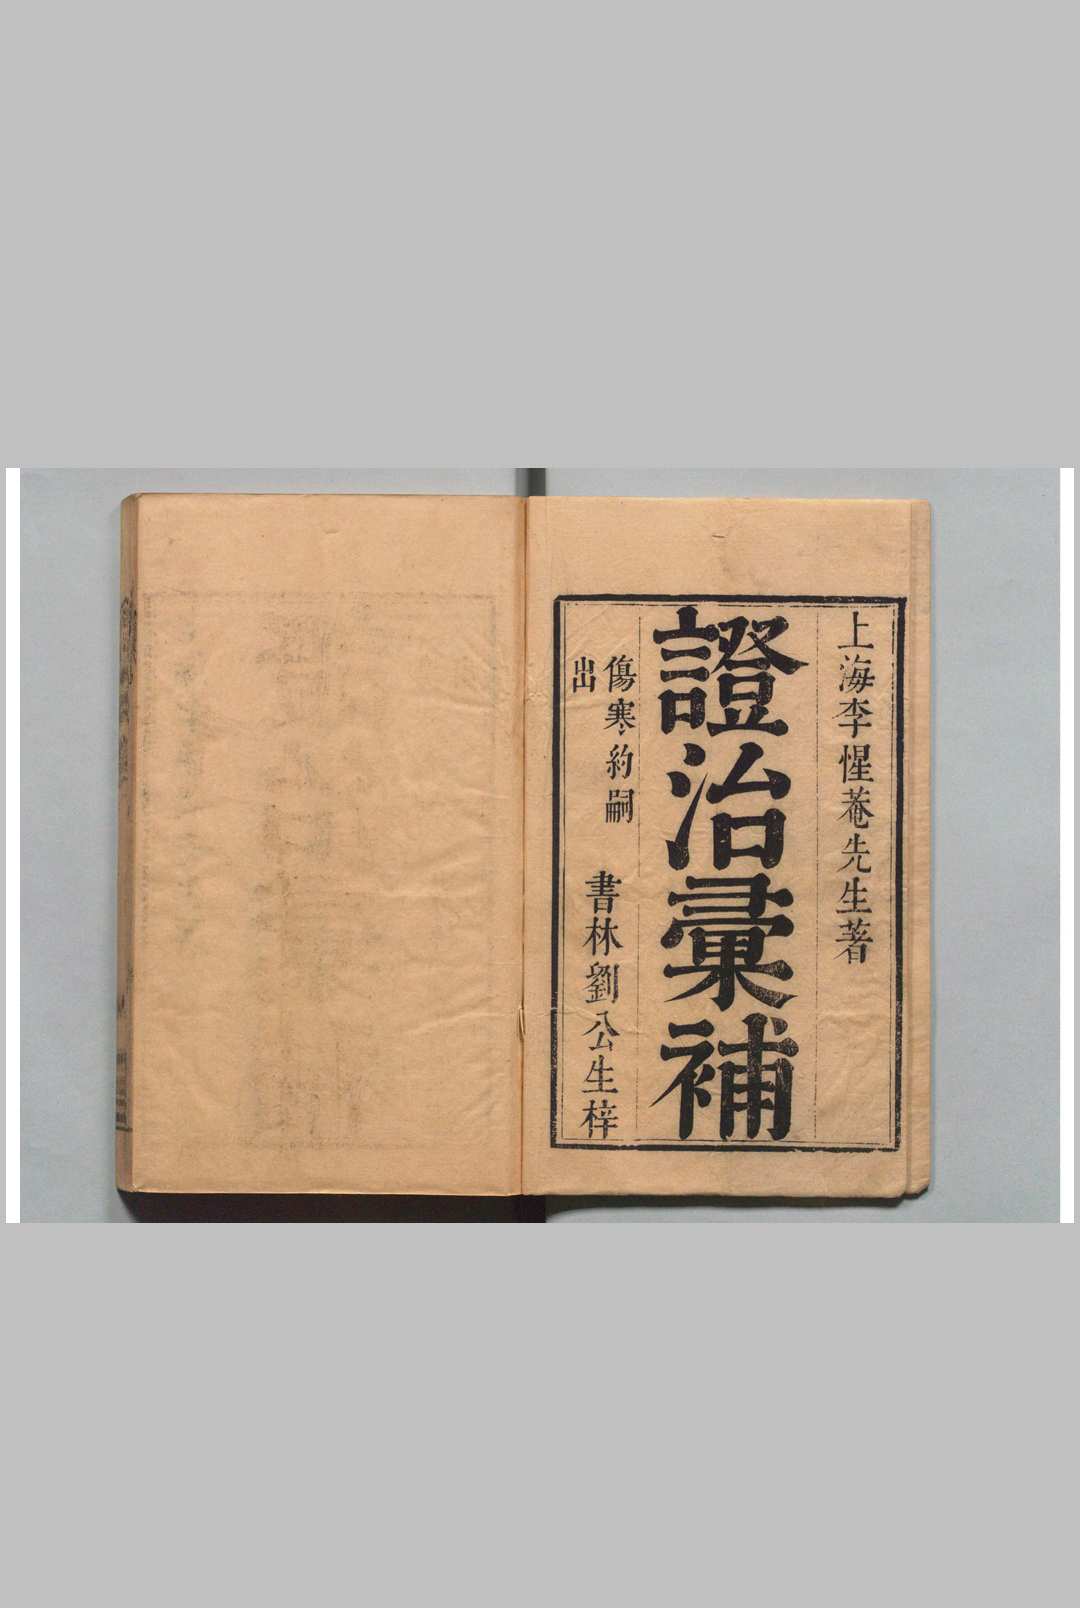 上海李惺菴先生著
證治彙補
傷寒約嗣
出
書林劉公生梓